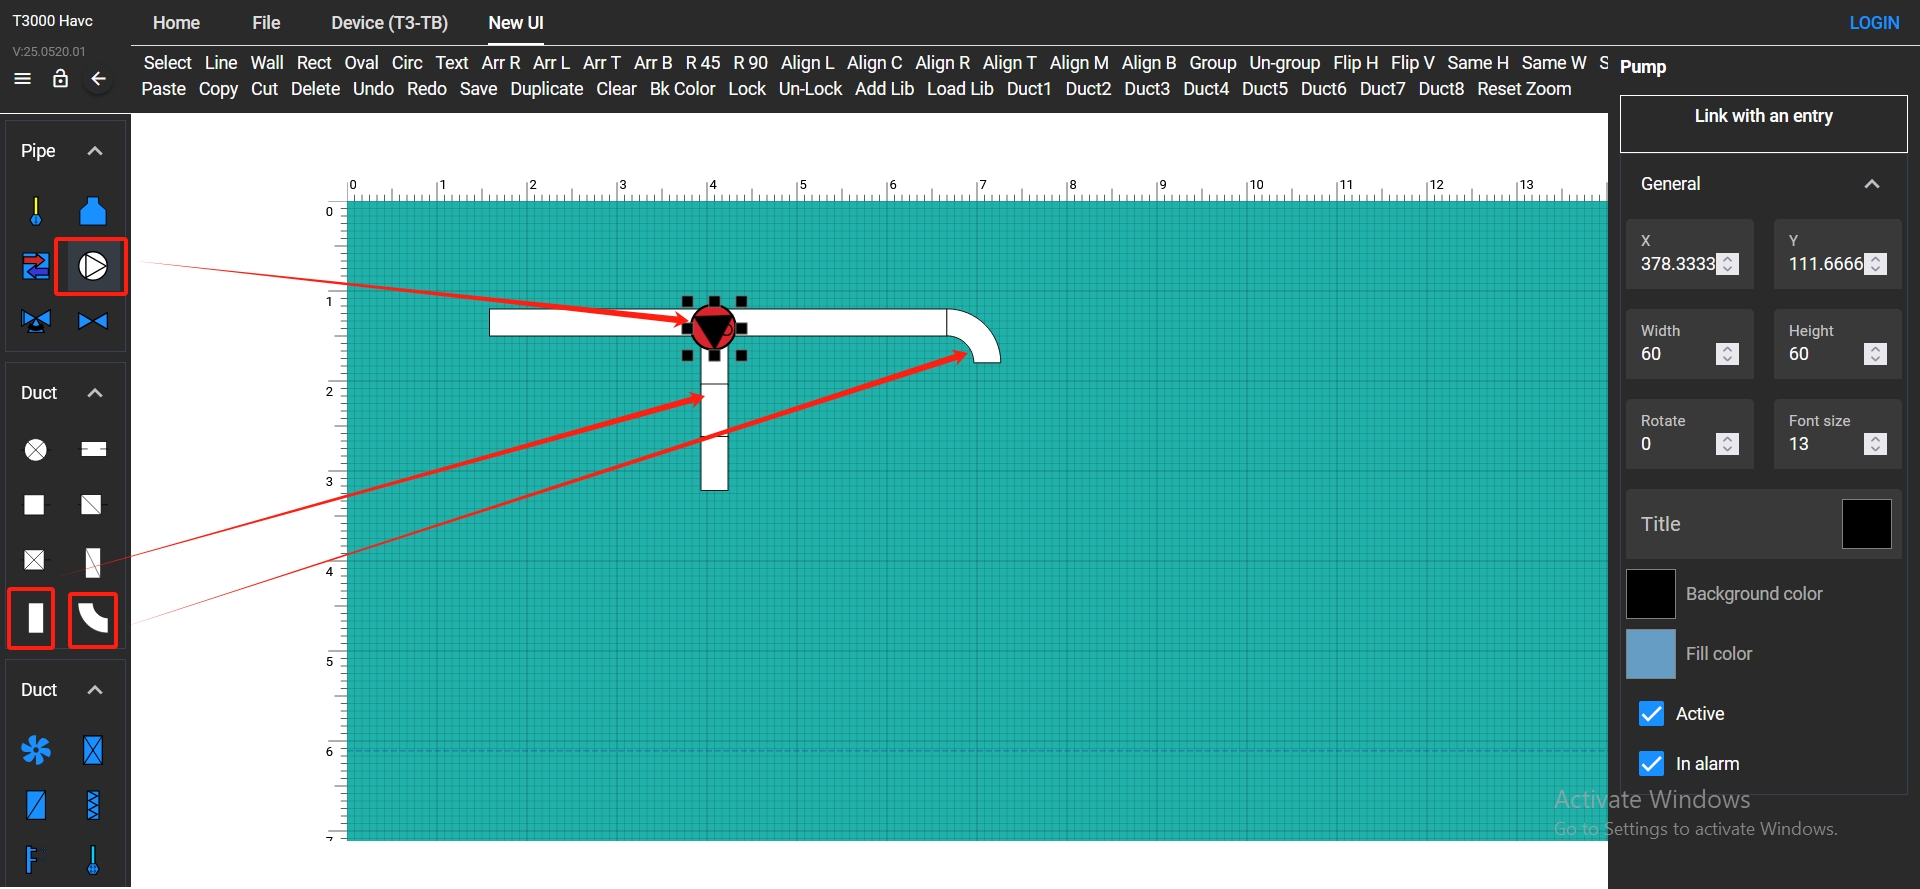 T3000 Havc
V:25.0520.01
Home File Device (T3-TB) New UI
LOGIN
Select Line Wall Rect Oval Circ Text Arr R Arr L Arr T Arr B R 45 R 90 Align L Align C Align R Align T Align M Align B Group Un-group Flip H Flip V Same H Same W S
Paste Copy Cut Delete Undo Redo Save Duplicate Clear Bk Color Lock Un-Lock Add Lib Load Lib Duct1 Duct2 Duct3 Duct4 Duct5 Duct6 Duct7 Duct8 Reset Zoom
Pipe
Duct
Duct
0 1 2 3 4 5 6 7 8 9 10 11 12 13
0
1
2
3
4
5
6
7
Pump
Link with an entry
General
X
378.3333
Y
111.6666
Width
60
Height
60
Rotate
0
Font size
13
Title
Background color
Fill color
Active
In alarm
Activate Windows
Go to Settings to activate Windows.